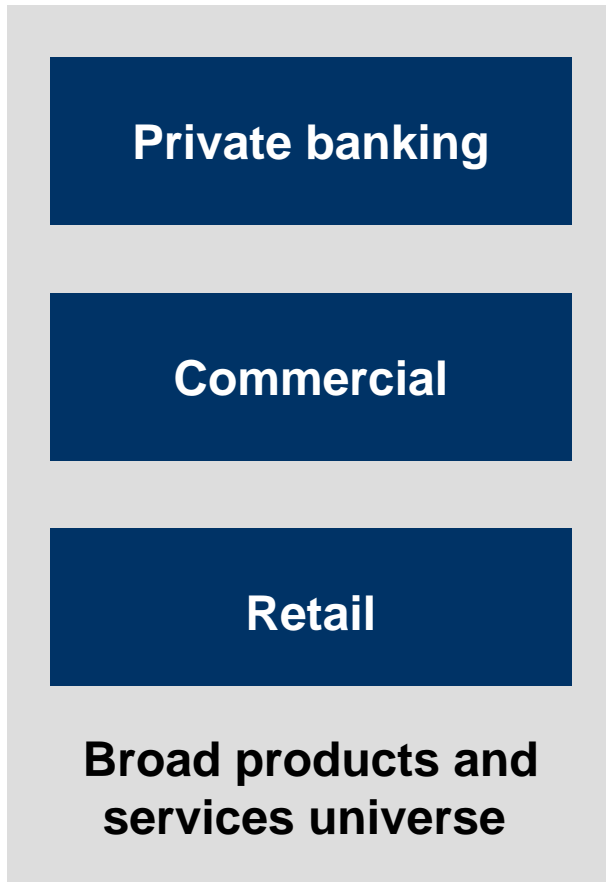 Private banking
Commercial
Retail
Broad products and
services universe